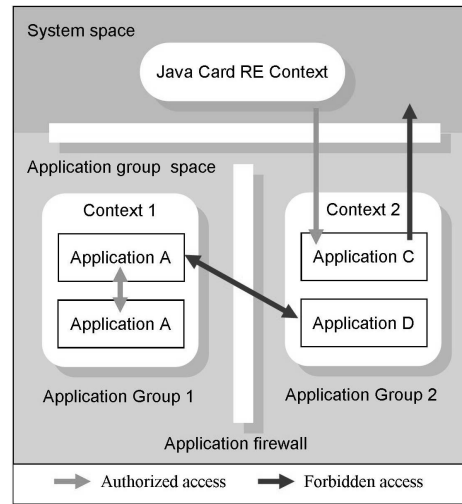 System space
Java Card RE Context
Application group space
Context 1
Application A
Application A
Application Group 1
Context 2
Application C
Application D
Application Group 2
Application firewall
Authorized access
Forbidden access